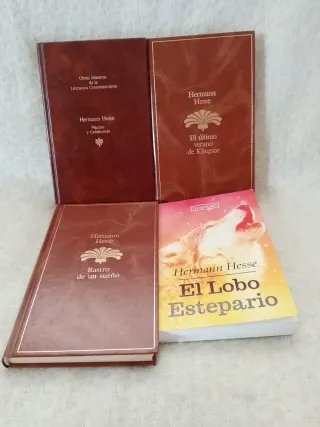 Obras Maestras
de la
Literatura Contemporánea
Hermann Hesse
Narciso
y Goldmundo
Hermann
Hesse
El último
verano
de Klingsor
Hermann
Hesse
Rastro
de un sueño
Hermann Hesse
El Lobo
Estepario